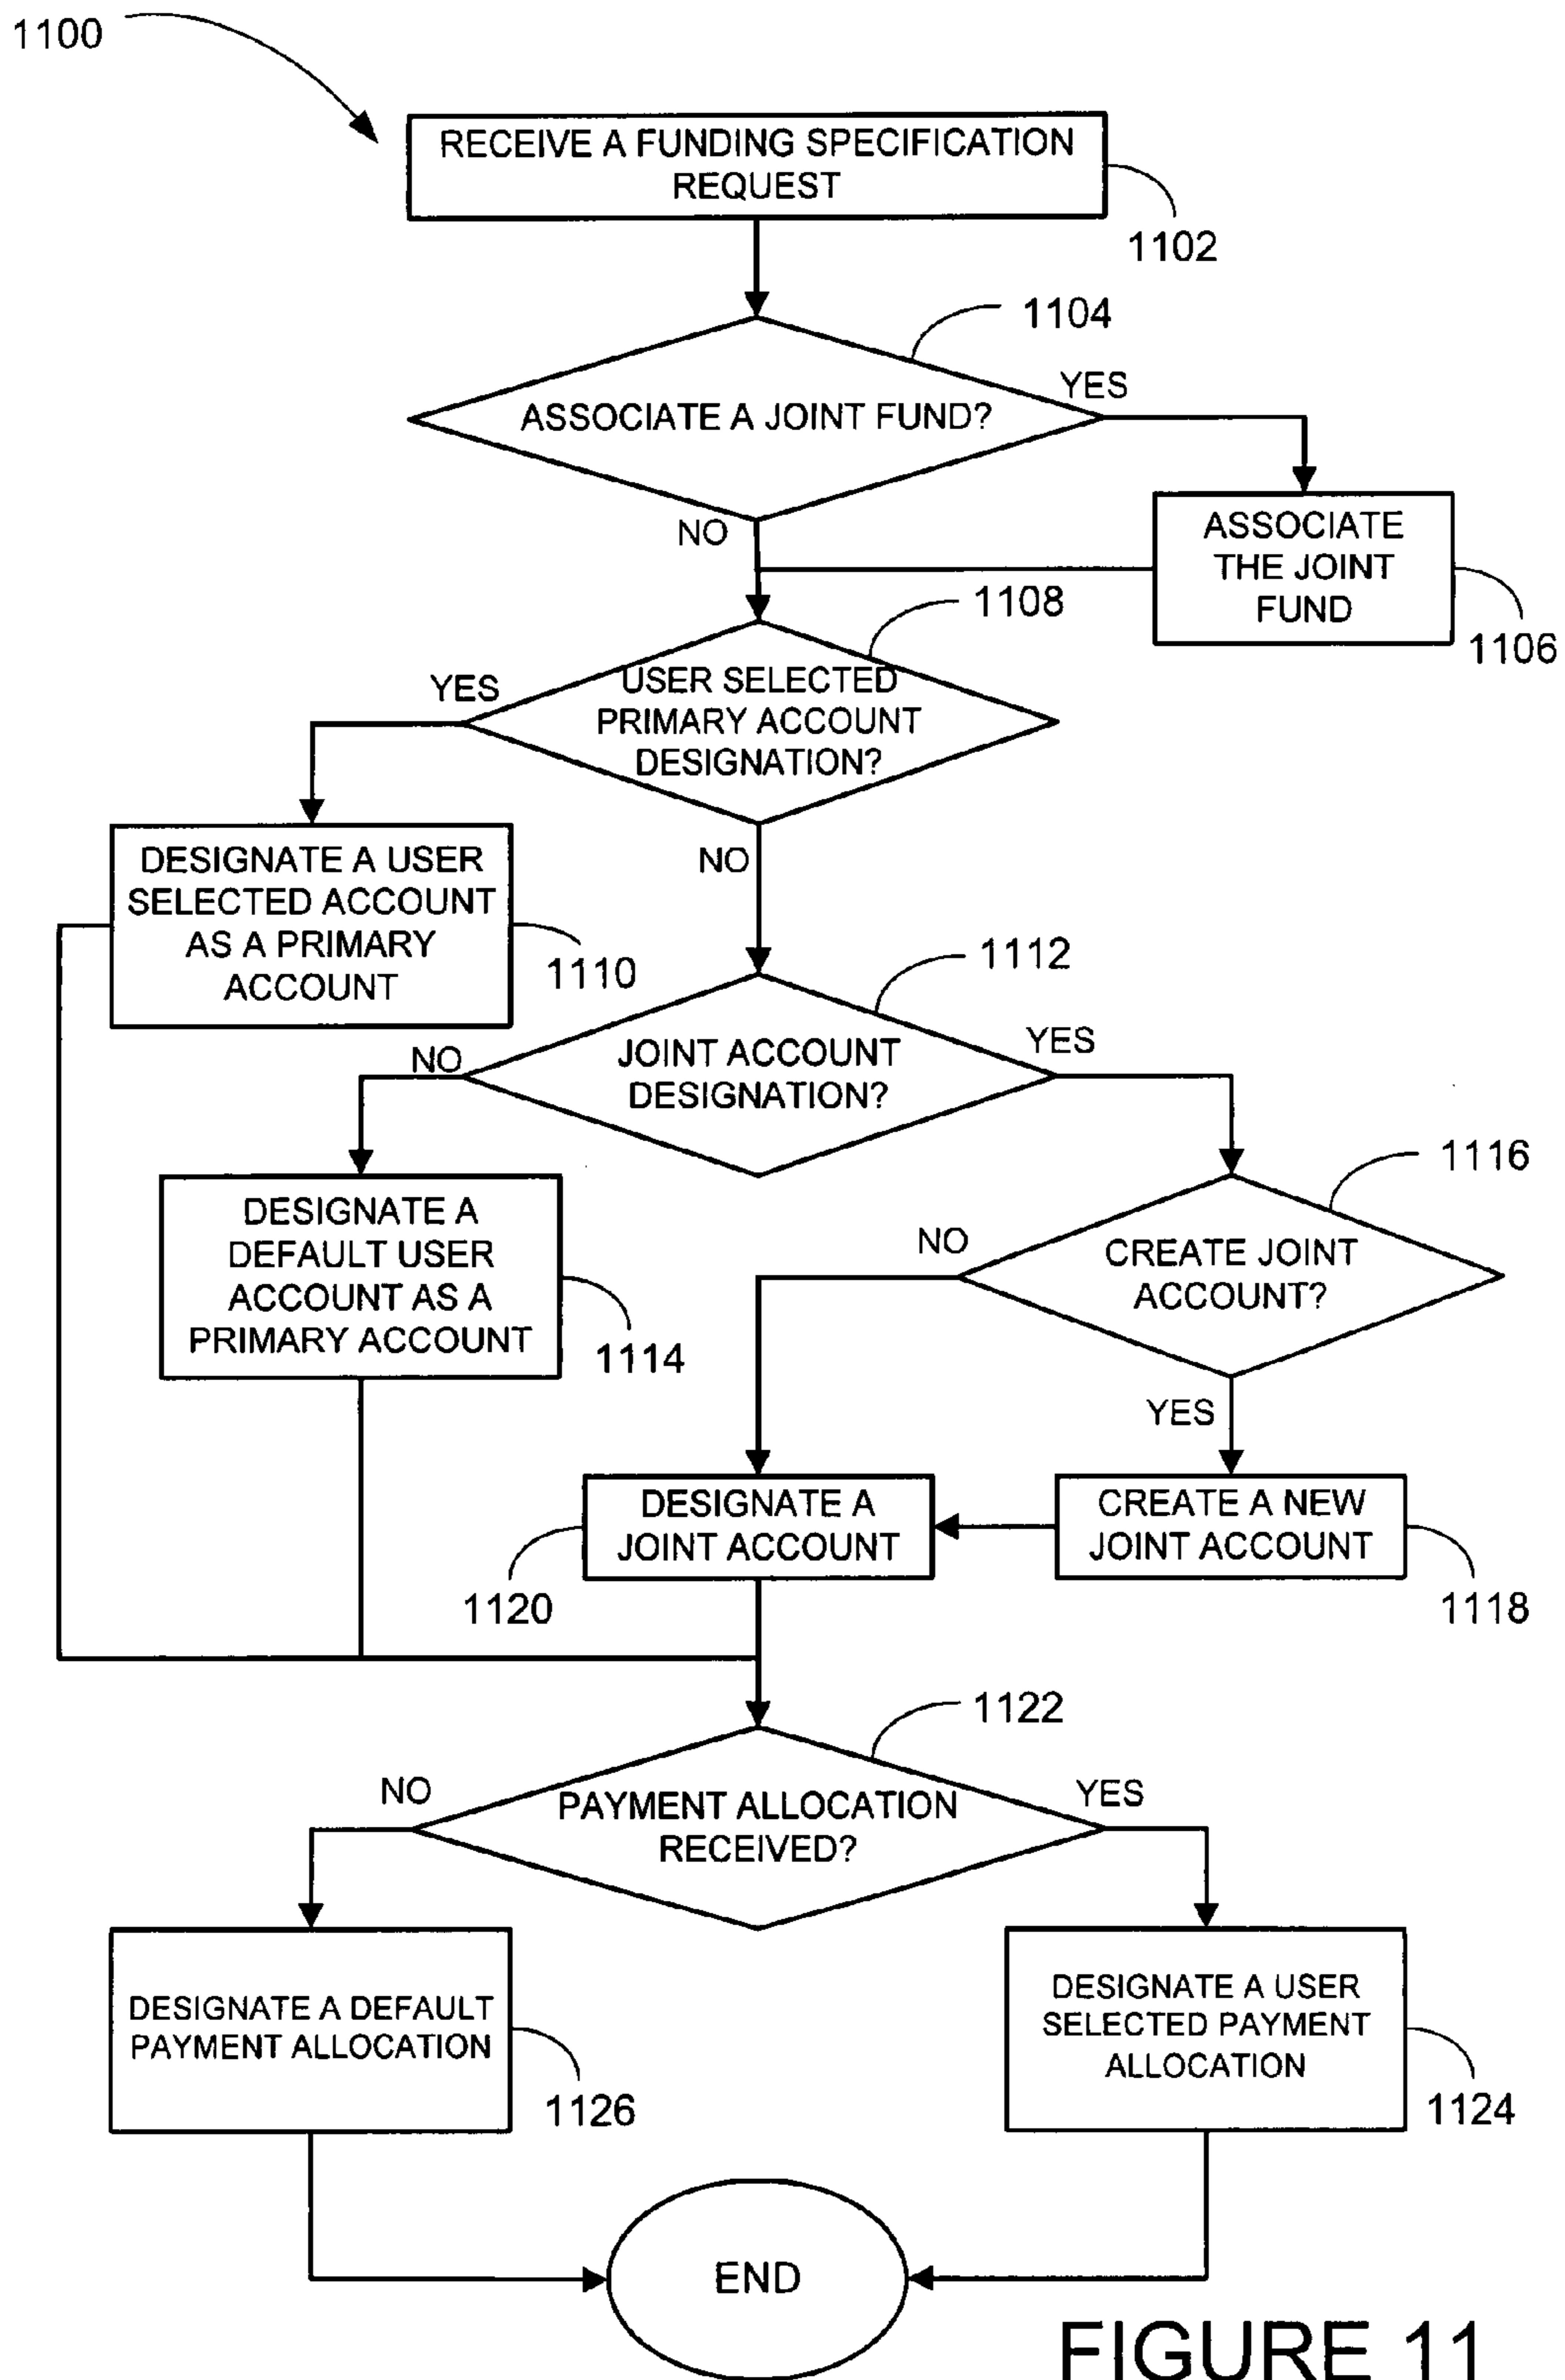 1100
RECEIVE A FUNDING SPECIFICATION
REQUEST
1102
1104
YES
ASSOCIATE A JOINT FUND?
NO
ASSOCIATE
THE JOINT
FUND
1106
1108
YES
USER SELECTED
PRIMARY ACCOUNT
DESIGNATION?
NO
DESIGNATE A USER
SELECTED ACCOUNT
AS A PRIMARY
ACCOUNT
1110
1112
NO
JOINT ACCOUNT
DESIGNATION?
YES
1116
DESIGNATE A
DEFAULT USER
ACCOUNT AS A
PRIMARY ACCOUNT
1114
NO
CREATE JOINT
ACCOUNT?
YES
DESIGNATE A
JOINT ACCOUNT
1120
CREATE A NEW
JOINT ACCOUNT
1118
1122
NO
PAYMENT ALLOCATION
RECEIVED?
YES
DESIGNATE A DEFAULT
PAYMENT ALLOCATION
1126
DESIGNATE A USER
SELECTED PAYMENT
ALLOCATION
1124
END
FIGURE 11